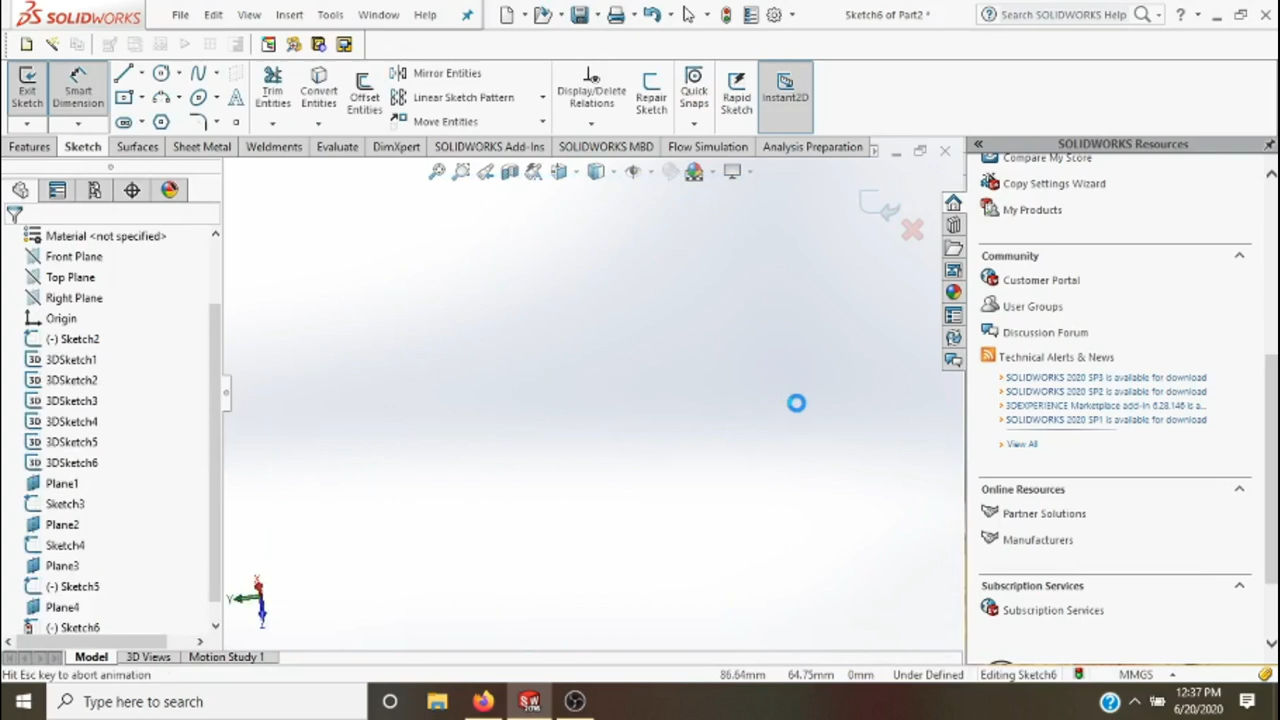 SOLIDWORKS File Edit View Insert Tools Window Help Sketch6 of Part2 * Search SOLIDWORKS Help
Exit Sketch
Smart Dimension
Trim Entities
Convert Entities
Offset Entities
Mirror Entities
Linear Sketch Pattern
Move Entities
Display/Delete Relations
Repair Sketch
Quick Snaps
Rapid Sketch
Instant2D
Features Sketch Surfaces Sheet Metal Weldments Evaluate DimXpert SOLIDWORKS Add-Ins SOLIDWORKS MBD Flow Simulation Analysis Preparation
Material <not specified>
Front Plane
Top Plane
Right Plane
Origin
(-) Sketch2
3D 3DSketch1
3D 3DSketch2
3D 3DSketch3
3D 3DSketch4
3D 3DSketch5
3D 3DSketch6
Plane1
Sketch3
Plane2
Sketch4
Plane3
(-) Sketch5
Plane4
(-) Sketch6
X
Y
Z
SOLIDWORKS Resources
Compare My Score
Copy Settings Wizard
My Products
Community
Customer Portal
User Groups
Discussion Forum
Technical Alerts & News
SOLIDWORKS 2020 SP3 is available for download
SOLIDWORKS 2020 SP2 is available for download
3DEXPERIENCE Marketplace add-in 6.28.146 is a...
SOLIDWORKS 2020 SP1 is available for download
View All
Online Resources
Partner Solutions
Manufacturers
Subscription Services
Subscription Services
Model 3D Views Motion Study 1
Hit Esc key to abort animation 86.64mm 64.75mm 0mm Under Defined Editing Sketch6 MMGS
Type here to search
12:37 PM
6/20/2020